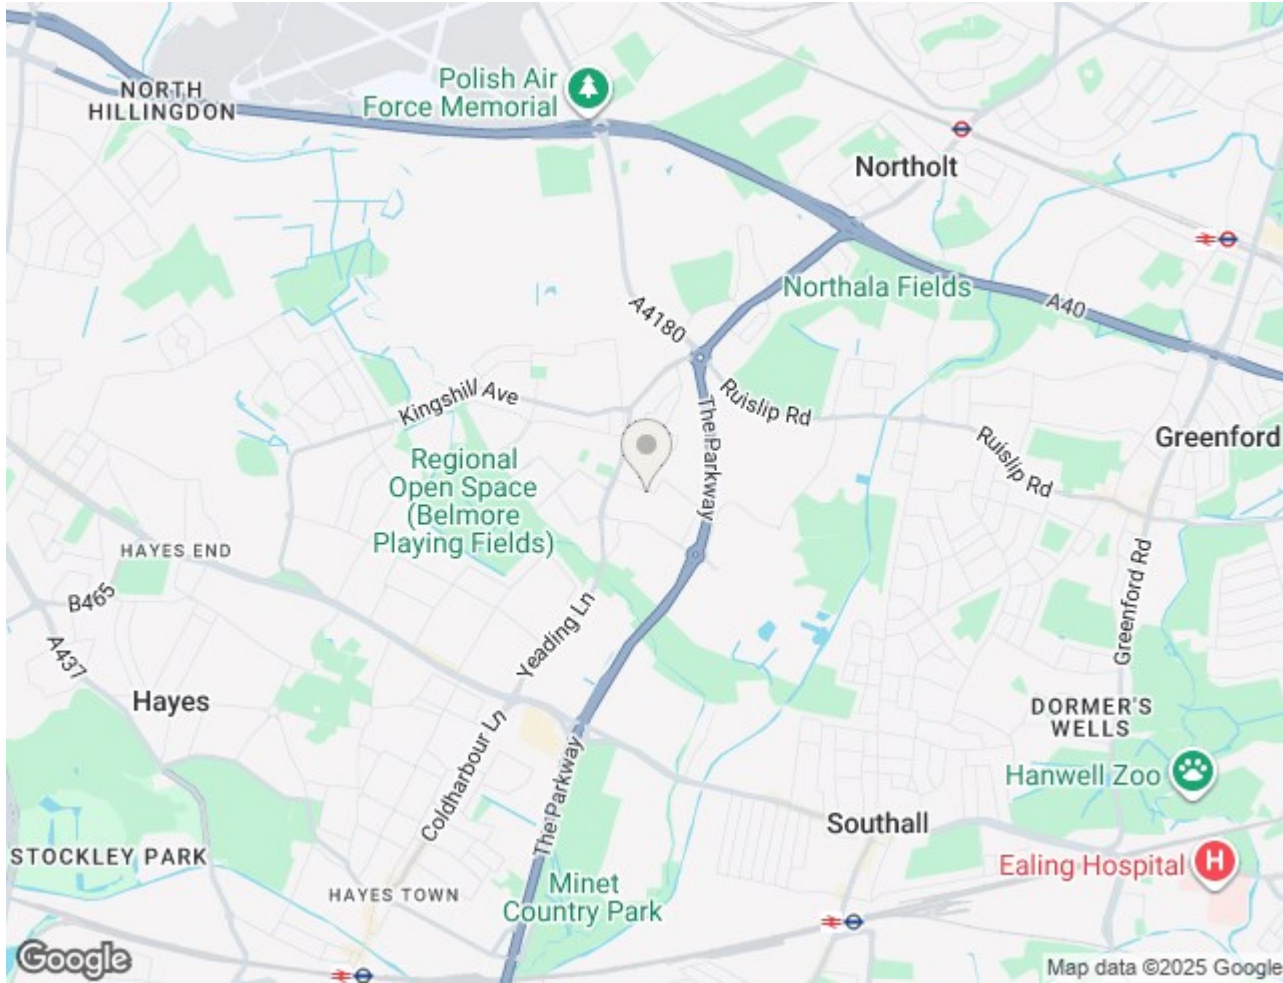 Polish Air
Force Memorial
NORTH
HILLINGDON
Northolt
Northala Fields
A40
A4180
Kingshill Ave
Ruislip Rd
The Parkway
Ruislip Rd
Greenford
Regional
Open Space
(Belmore
Playing Fields)
HAYES END
B465
A437
Yeading Ln
Greenford Rd
Hayes
DORMER'S
WELLS
Coldharbour Ln
The Parkway
Hanwell Zoo
Southall
STOCKLEY PARK
Ealing Hospital
H
HAYES TOWN
Minet
Country Park
Google
Map data ©2025 Google